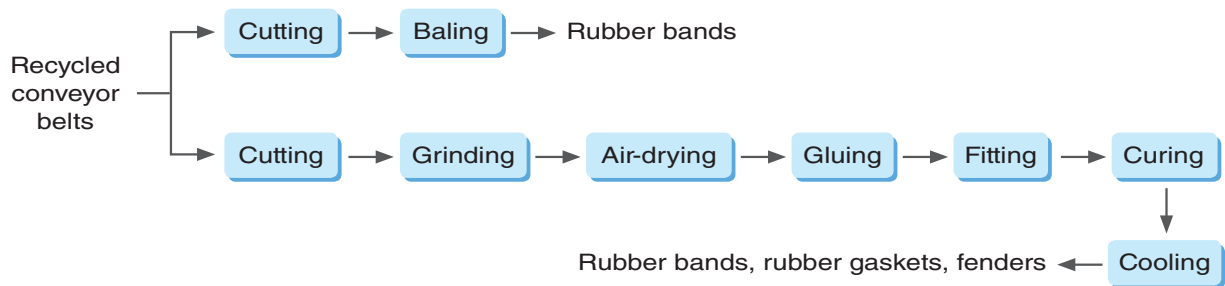 Cutting Baling Rubber bands
Recycled
conveyor
belts
Cutting Grinding Air-drying Gluing Fitting Curing
Rubber bands, rubber gaskets, fenders Cooling